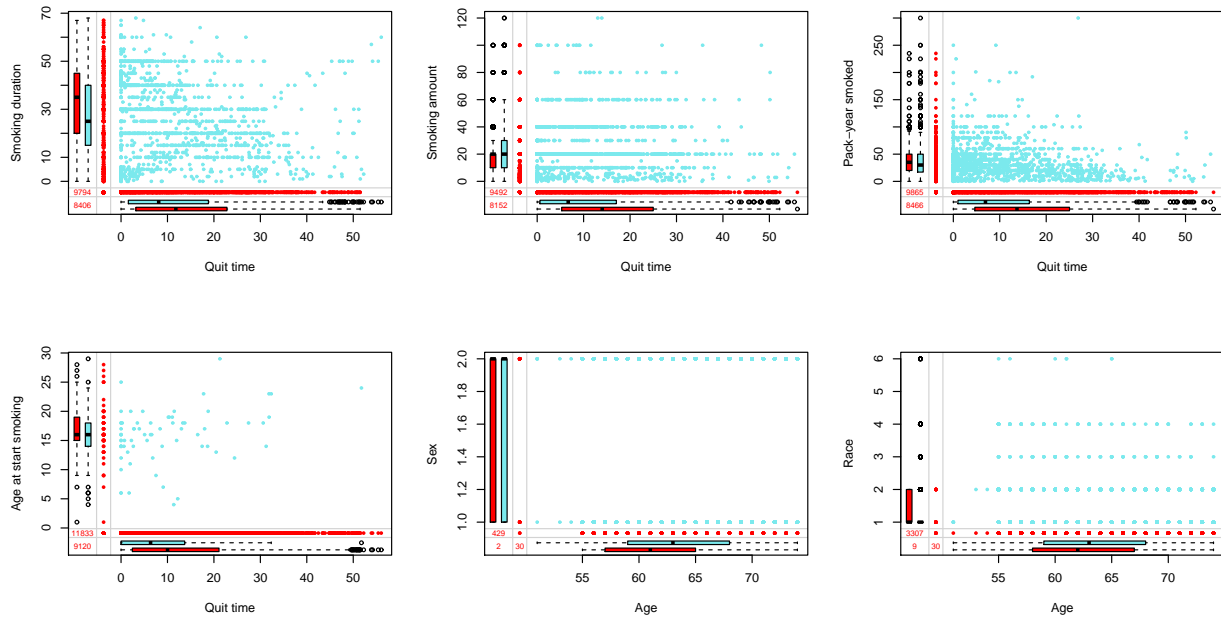 Smoking duration
0 10 20 30 40 50 60 70
9794
8406
0 10 20 30 40 50
Quit time
Smoking amount
0 20 40 60 80 100 120
9492
8152
0 10 20 30 40 50
Quit time
Pack−year smoked
0 50 150 250
9865
8466
0 10 20 30 40 50
Quit time
Age at start smoking
0 5 10 15 20 25 30
11833
9120
0 10 20 30 40 50
Quit time
Sex
1.0 1.2 1.4 1.6 1.8 2.0
429
2 30
55 60 65 70
Age
Race
1 2 3 4 5 6
3307
9 30
55 60 65 70
Age